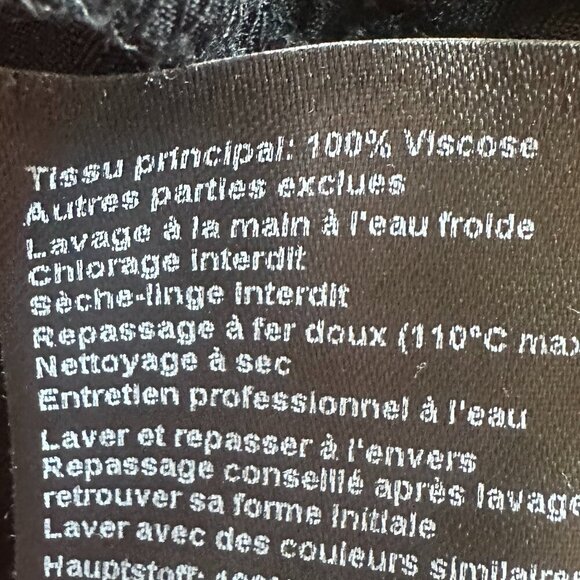 Tissu principal: 100% Viscose
Autres parties exclues
Lavage à la main à l'eau froide
Chlorage interdit
Sèche-linge interdit
Repassage à fer doux (110°C max
Nettoyage à sec
Entretien professionnel à l'eau
Laver et repasser à l'envers
Repassage conseillé après lavage
retrouver sa forme initiale
Laver avec des couleurs similaire
Hauptstoff: